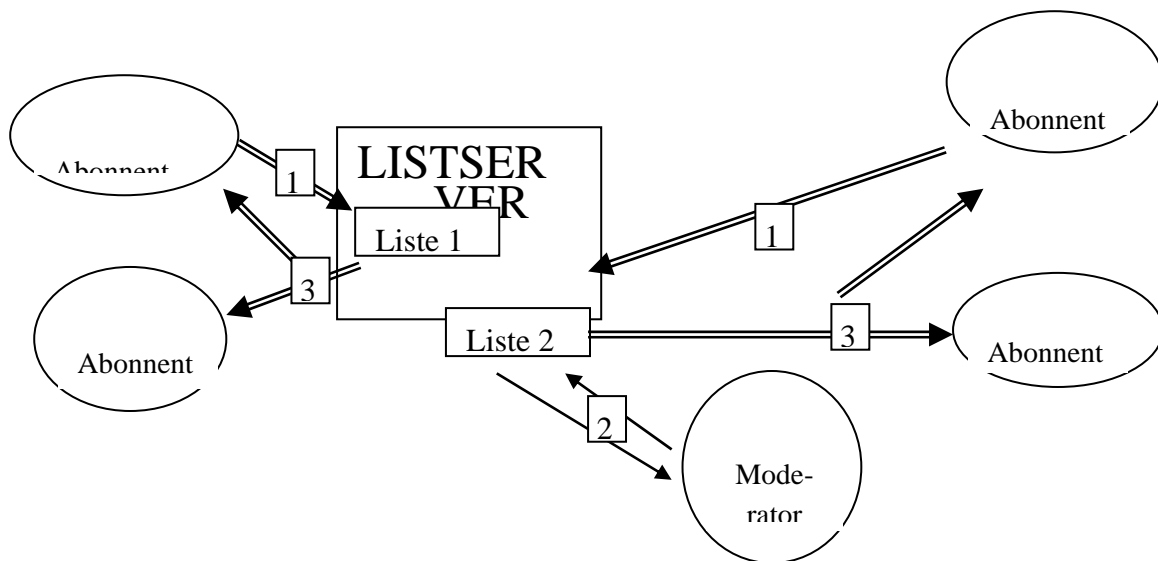 Abonnent
Abonnent
1
LISTSER
VER
Liste 1
1
3
3
Liste 2
Abonnent
Abonnent
2
Mode-
rator